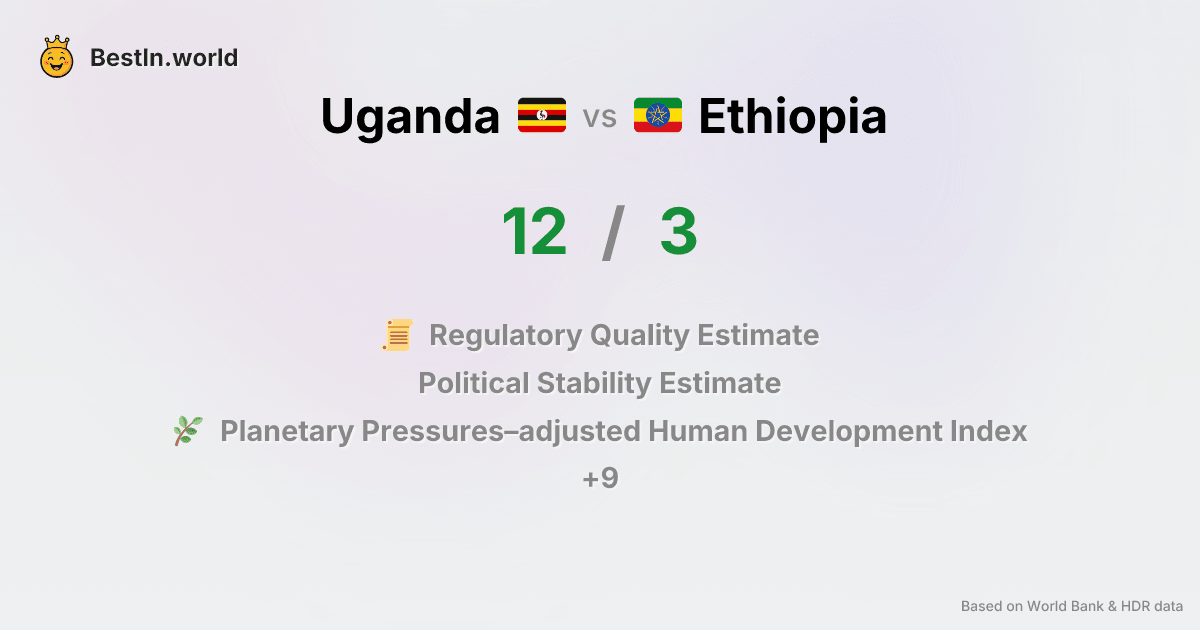 BestIn.world
Uganda vs Ethiopia
12 / 3
Regulatory Quality Estimate
Political Stability Estimate
Planetary Pressures–adjusted Human Development Index
+9
Based on World Bank & HDR data